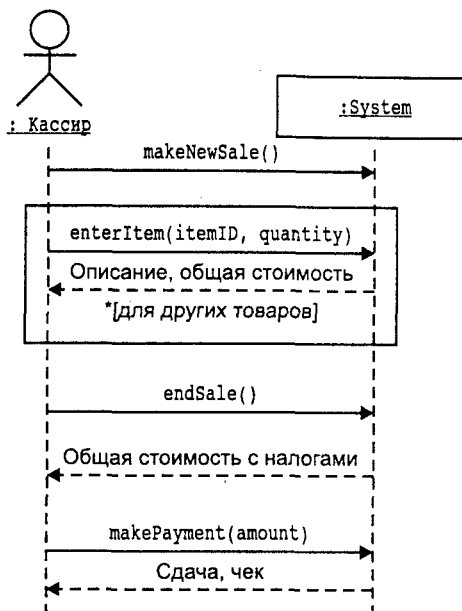 : Кассир
:System
makeNewSale()
enterItem(itemID, quantity)
Описание, общая стоимость
*[для других товаров]
endSale()
Общая стоимость с налогами
makePayment(amount)
Сдача, чек